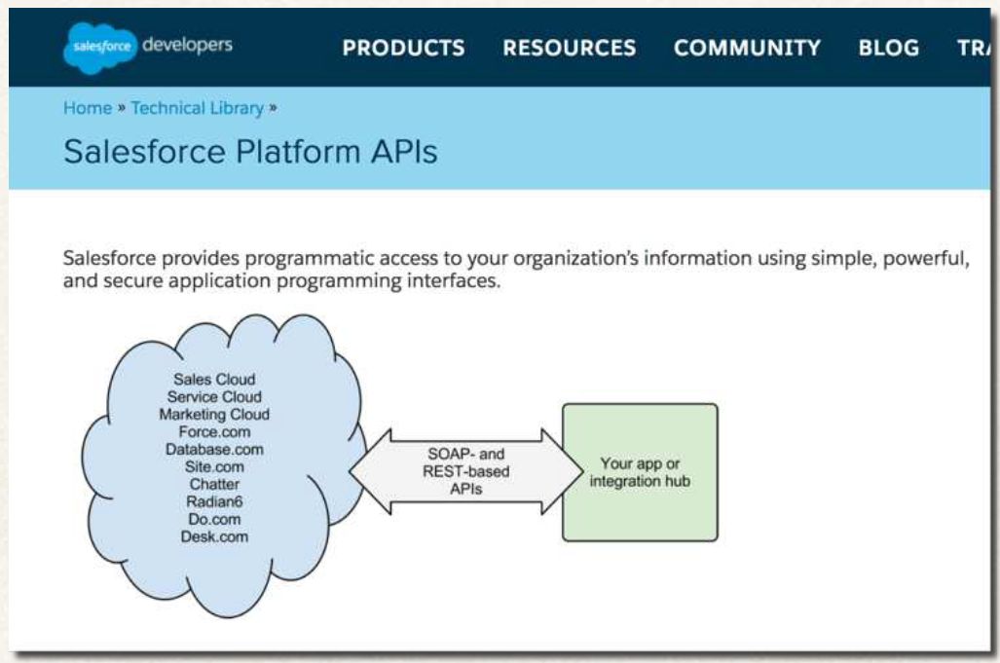 salesforce developers PRODUCTS RESOURCES COMMUNITY BLOG
Home » Technical Library »
Salesforce Platform APIs
Salesforce provides programmatic access to your organization's information using simple, powerful,
and secure application programming interfaces.
Sales Cloud
Service Cloud
Marketing Cloud
Force.com
Database.com
Site.com
Chatter
Radian6
Do.com
Desk.com
SOAP- and
REST-based
APIs
Your app or
integration hub